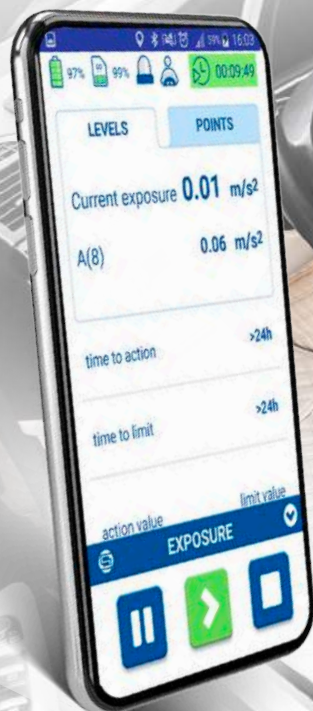 59% 16:03
97% 99% 00:09:49
LEVELS POINTS
Current exposure 0.01 m/s²
A(8) 0.06 m/s²
time to action >24h
time to limit >24h
action value limit value
EXPOSURE